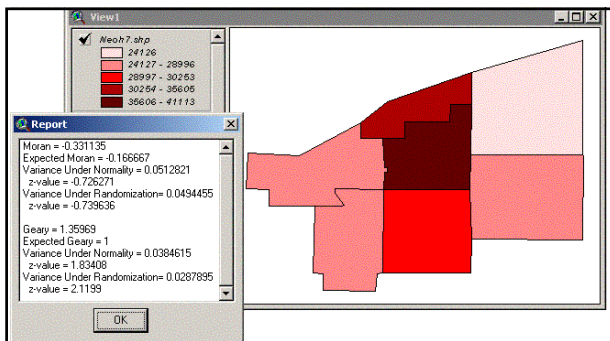 View1
Neoh7.shp
24126
24127 - 28996
28997 - 30253
30254 - 35605
35606 - 41113
Report
Moran = -0.331135
Expected Moran = -0.166667
Variance Under Normality = 0.0512821
z-value = -0.726271
Variance Under Randomization= 0.0494455
z-value = -0.739636
Geary = 1.35969
Expected Geary = 1
Variance Under Normality = 0.0384615
z-value = 1.83408
Variance Under Randomization= 0.0287895
z-value = 2.1199
OK